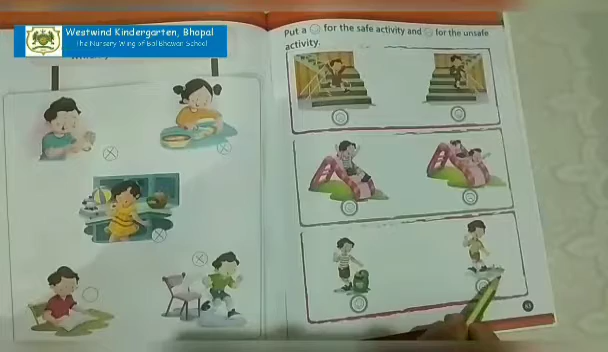 Westwind Kindergarten, Bhopal
The Nursery Wing of Bal Bhawan School
Put a for the safe activity and for the unsafe
activity.